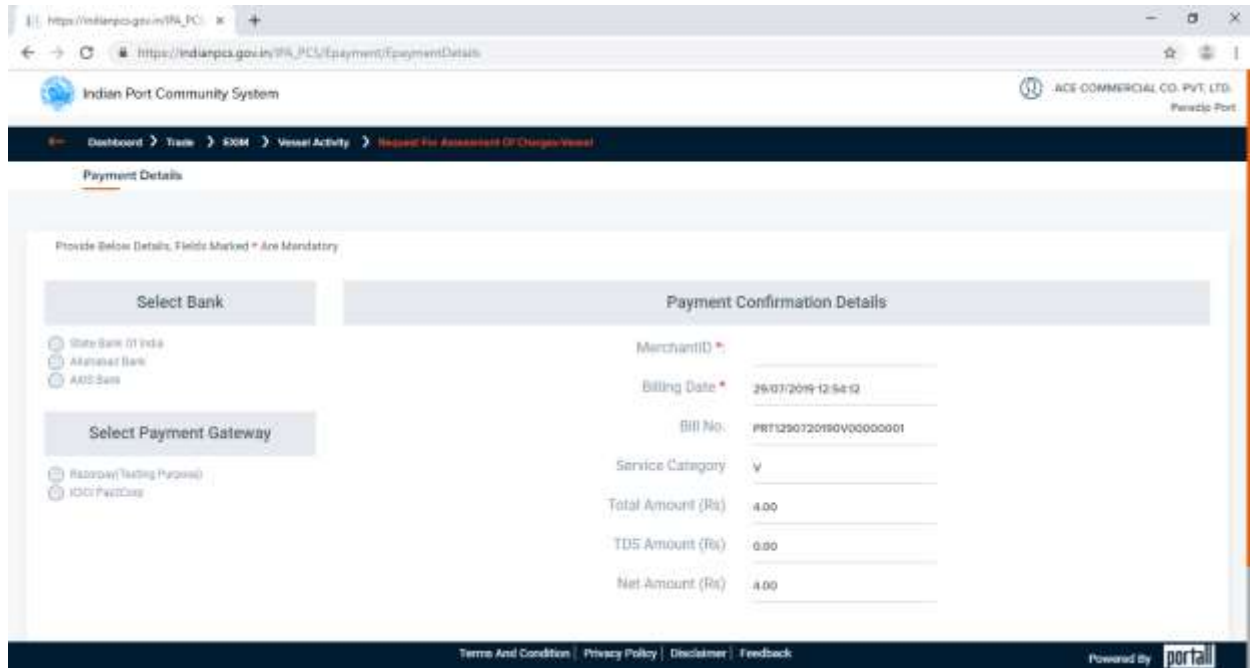 https://indianpcs.gov.in/IPA_PCS
https://indianpcs.gov.in/IPA_PCS/Epayment/EpaymentDetails
Indian Port Community System
ACE COMMERCIAL CO. PVT. LTD.
Paradip Port
Dashboard > Trade > EXIM > Vessel Activity > Request For Assessment Of Charges-Vessel
Payment Details
Provide Below Details, Fields Marked * Are Mandatory
Select Bank
Payment Confirmation Details
State Bank Of India
Allahabad Bank
AXIS Bank
MerchantID *:
Billing Date * 29/07/2019 12:54:12
Select Payment Gateway
Bill No. PRT1290720190V00000001
Razorpay(Testing Purpose)
ICICI
Service Category V
Total Amount (Rs) 4.00
TDS Amount (Rs) 0.00
Net Amount (Rs) 4.00
Terms And Condition | Privacy Policy | Disclaimer | Feedback
Powered By portall